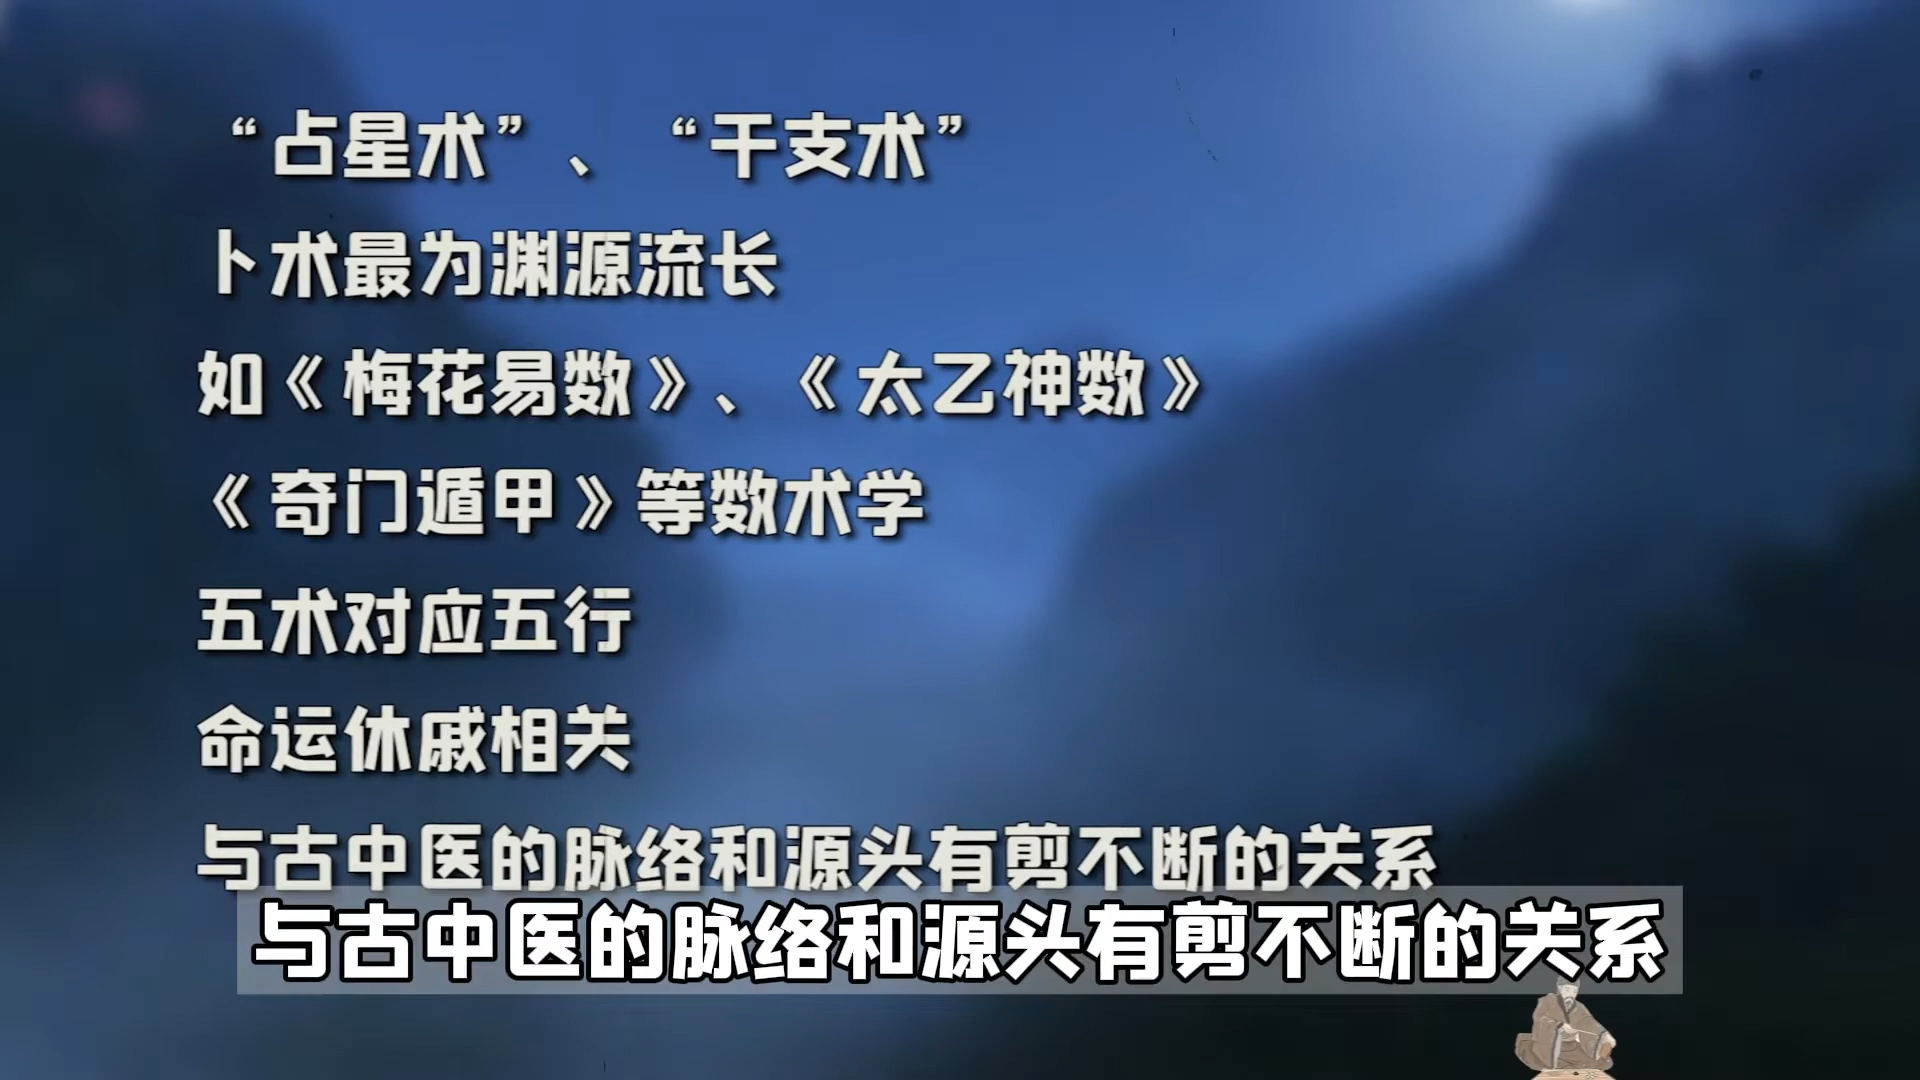 “占星术”、“干支术”
卜术最为渊源流长
如《梅花易数》、《太乙神数》
《奇门遁甲》等数术学
五术对应五行
命运休戚相关
与古中医的脉络和源头有剪不断的关系
与古中医的脉络和源头有剪不断的关系